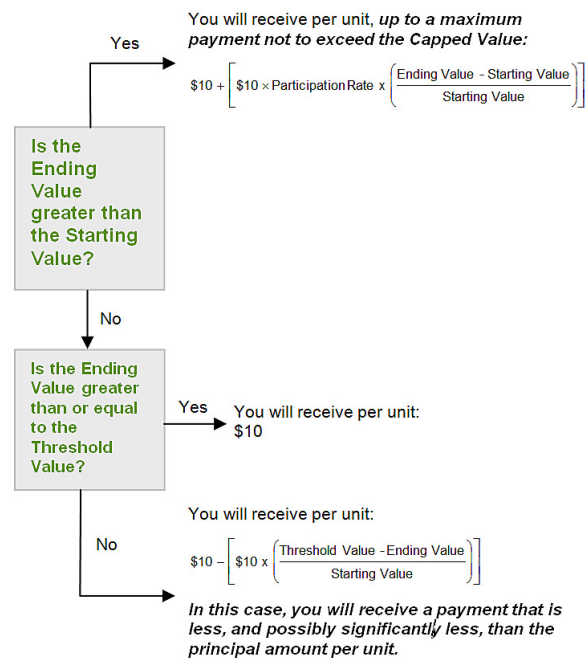 You will receive per unit, up to a maximum
payment not to exceed the Capped Value:
Yes
$10 + [ $10 × Participation Rate x ( Ending Value - Starting Value / Starting Value ) ]
Is the
Ending
Value
greater than
the Starting
Value?
No
Is the Ending
Value greater
than or equal
to the
Threshold
Value?
Yes
You will receive per unit:
$10
You will receive per unit:
No
$10 – [ $10 x ( Threshold Value - Ending Value / Starting Value ) ]
In this case, you will receive a payment that is
less, and possibly significantly less, than the
principal amount per unit.